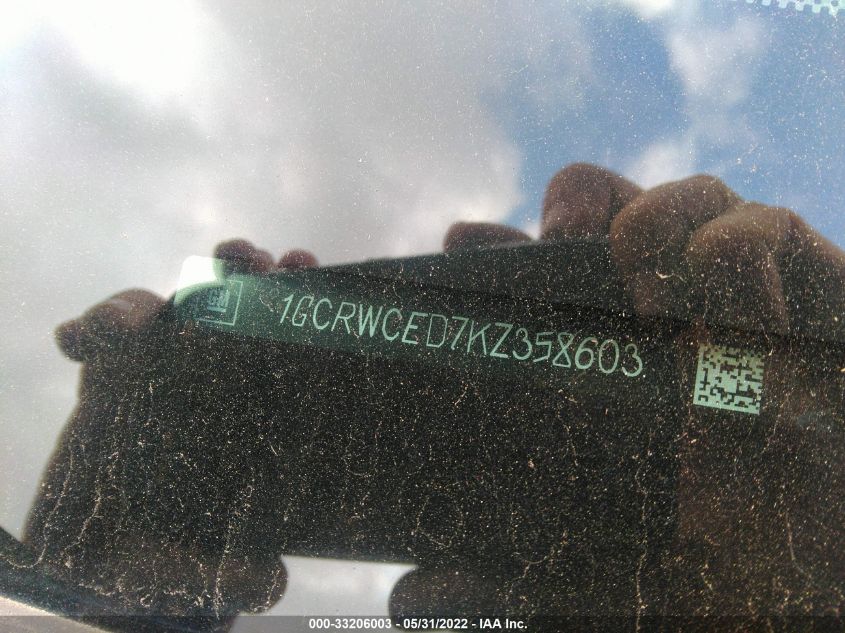 GM
1GCRWCED7KZ358603
000-33206003 - 05/31/2022 - IAA Inc.